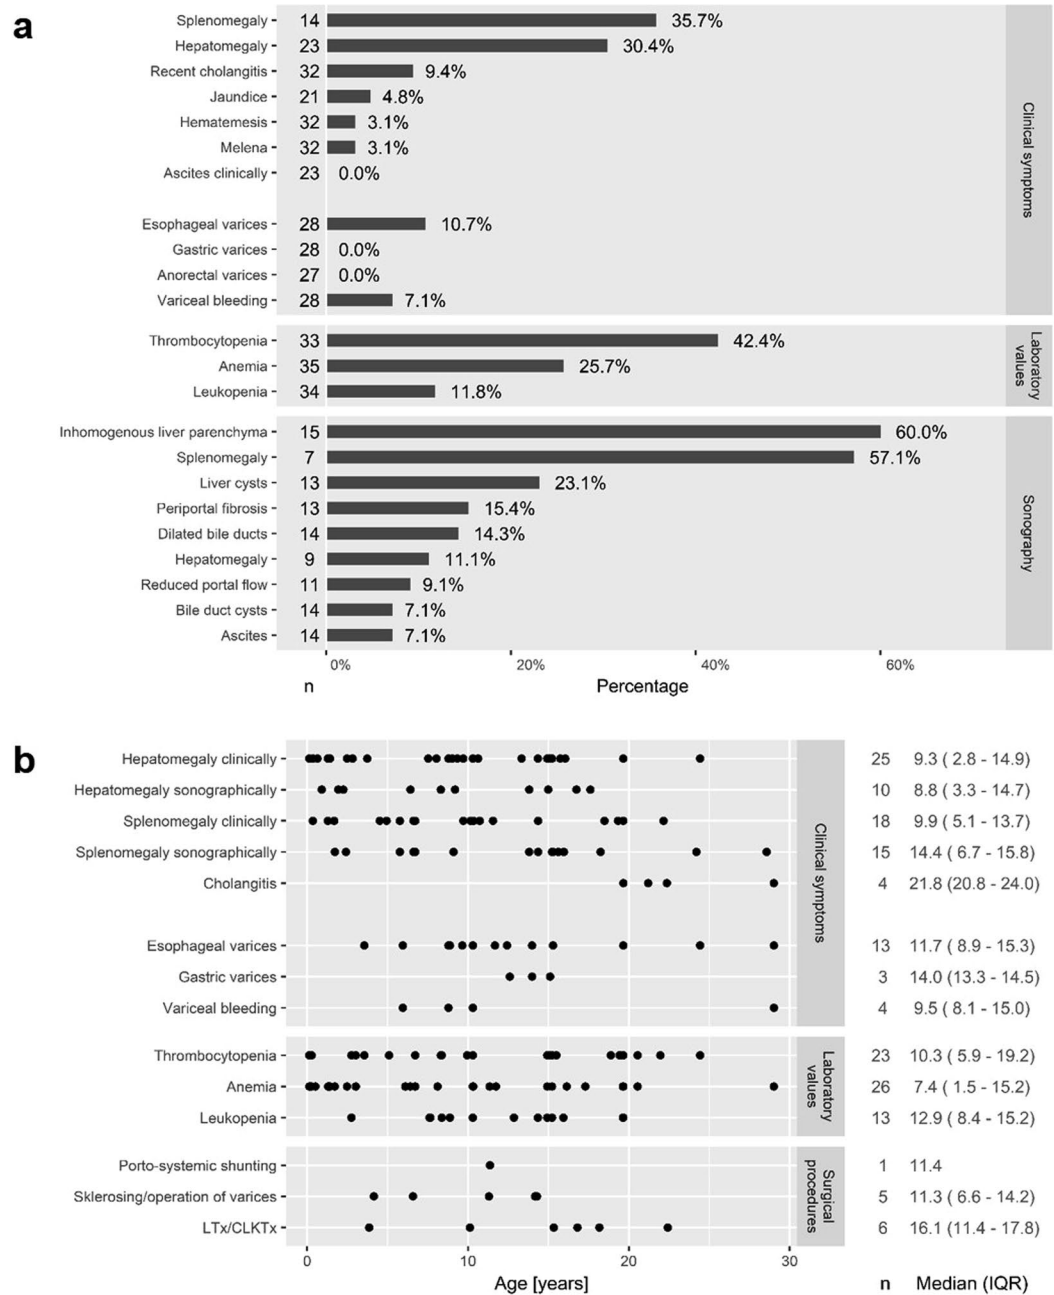 a
Splenomegaly 14 35.7%
Hepatomegaly 23 30.4%
Recent cholangitis 32 9.4%
Jaundice 21 4.8%
Hematemesis 32 3.1%
Melena 32 3.1%
Ascites clinically 23 0.0%
Esophageal varices 28 10.7%
Gastric varices 28 0.0%
Anorectal varices 27 0.0%
Variceal bleeding 28 7.1%
Clinical symptoms
Thrombocytopenia 33 42.4%
Anemia 35 25.7%
Leukopenia 34 11.8%
Laboratory
values
Inhomogenous liver parenchyma 15 60.0%
Splenomegaly 7 57.1%
Liver cysts 13 23.1%
Periportal fibrosis 13 15.4%
Dilated bile ducts 14 14.3%
Hepatomegaly 9 11.1%
Reduced portal flow 11 9.1%
Bile duct cysts 14 7.1%
Ascites 14 7.1%
Sonography
0% 20% 40% 60%
n Percentage
b
Hepatomegaly clinically 25 9.3 ( 2.8 - 14.9)
Hepatomegaly sonographically 10 8.8 ( 3.3 - 14.7)
Splenomegaly clinically 18 9.9 ( 5.1 - 13.7)
Splenomegaly sonographically 15 14.4 ( 6.7 - 15.8)
Cholangitis 4 21.8 (20.8 - 24.0)
Esophageal varices 13 11.7 ( 8.9 - 15.3)
Gastric varices 3 14.0 (13.3 - 14.5)
Variceal bleeding 4 9.5 ( 8.1 - 15.0)
Clinical symptoms
Thrombocytopenia 23 10.3 ( 5.9 - 19.2)
Anemia 26 7.4 ( 1.5 - 15.2)
Leukopenia 13 12.9 ( 8.4 - 15.2)
Laboratory
values
Porto-systemic shunting 1 11.4
Sklerosing/operation of varices 5 11.3 ( 6.6 - 14.2)
LTx/CLKTx 6 16.1 (11.4 - 17.8)
Surgical
procedures
0 10 20 30
Age [years] n Median (IQR)